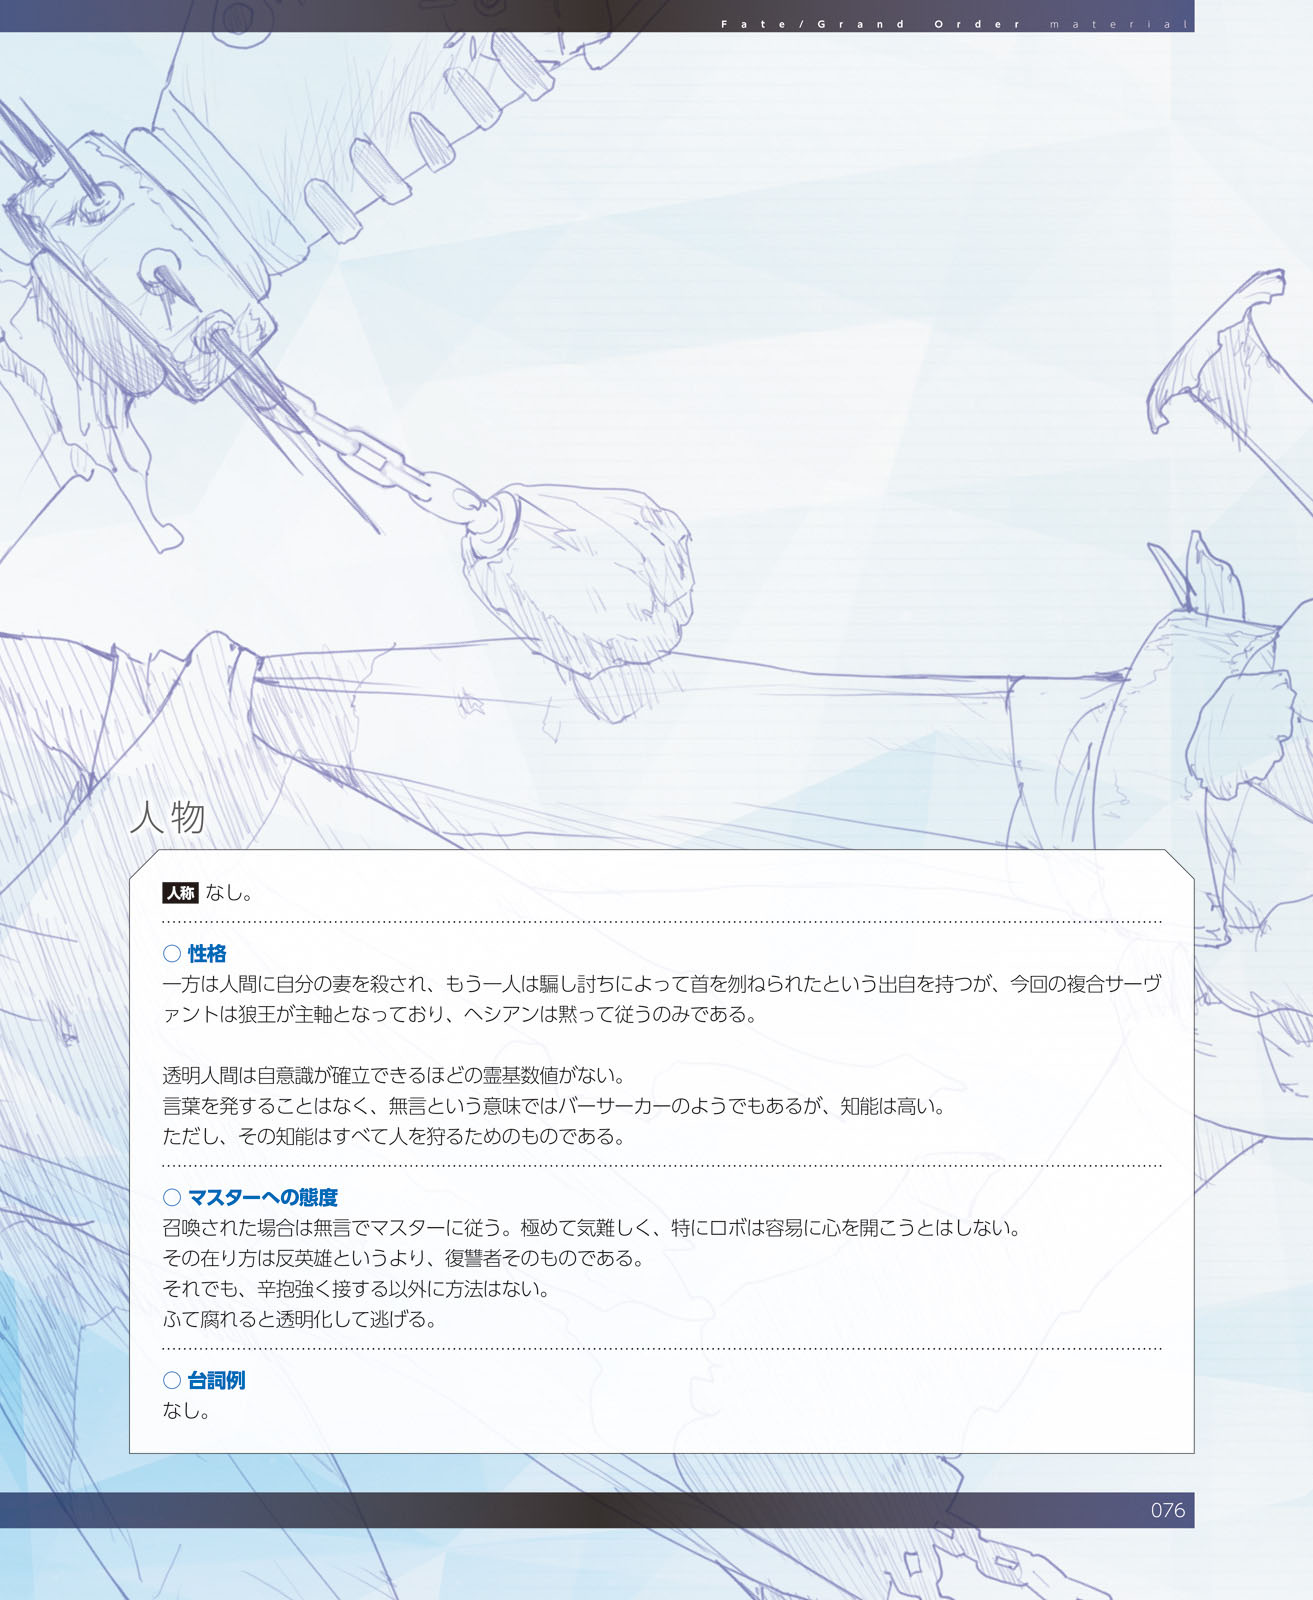 Fate/Grand Order material
人物
人称 なし。
○ 性格
一方は人間に自分の妻を殺され、もう一人は騙し討ちによって首を刎ねられたという出自を持つが、今回の複合サーヴ
ァントは狼王が主軸となっており、ヘシアンは黙って従うのみである。
透明人間は自意識が確立できるほどの霊基数値がない。
言葉を発することはなく、無言という意味ではバーサーカーのようでもあるが、知能は高い。
ただし、その知能はすべて人を狩るためのものである。
○ マスターへの態度
召喚された場合は無言でマスターに従う。極めて気難しく、特にロボは容易に心を開こうとはしない。
その在り方は反英雄というより、復讐者そのものである。
それでも、辛抱強く接する以外に方法はない。
ふて腐れると透明化して逃げる。
○ 台詞例
なし。
076